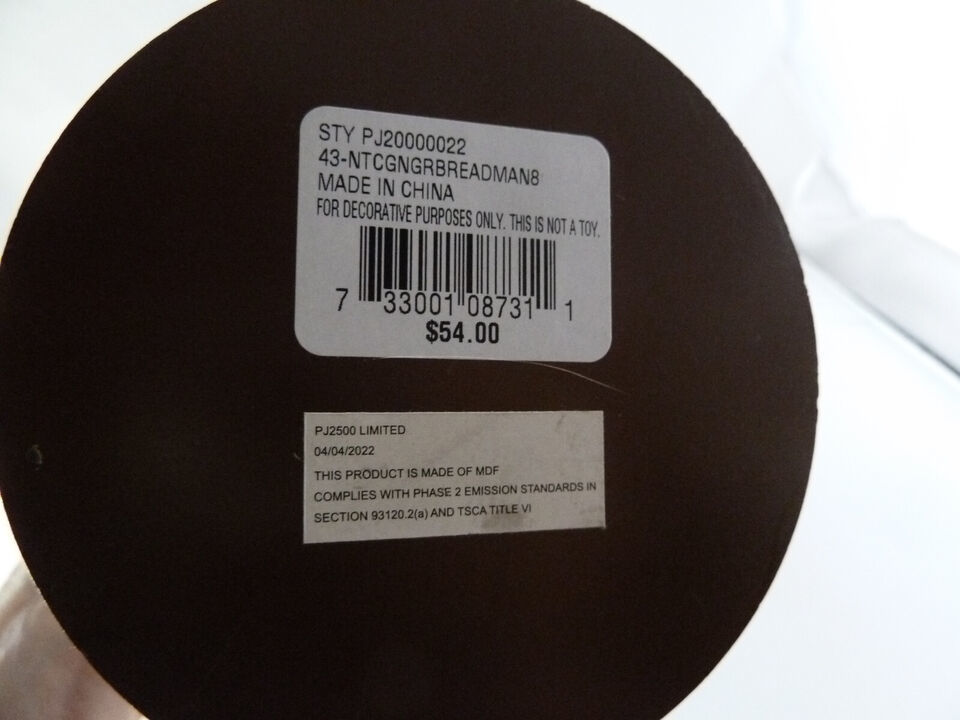 STY PJ20000022
43-NTCGNGRBREADMAN8
MADE IN CHINA
FOR DECORATIVE PURPOSES ONLY. THIS IS NOT A TOY.
7 33001 08731 1
$54.00
PJ2500 LIMITED
04/04/2022
THIS PRODUCT IS MADE OF MDF
COMPLIES WITH PHASE 2 EMISSION STANDARDS IN
SECTION 93120.2(a) AND TSCA TITLE VI